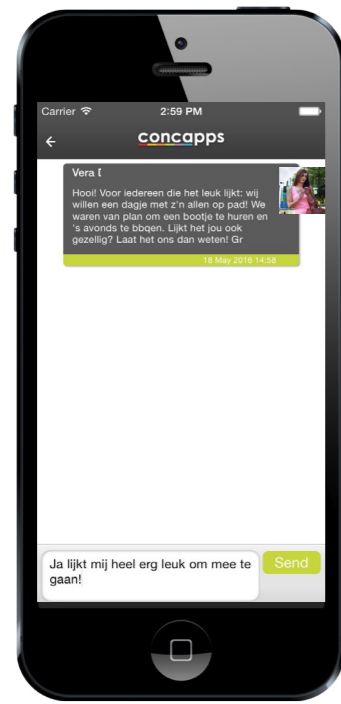 Carrier 2:59 PM
concapps
Vera
Hooi! Voor iedereen die het leuk lijkt: wij
willen een dagje met z'n allen op pad! We
waren van plan om een bootje te huren en
's avonds te bbqen. Lijkt het jou ook
gezellig? Laat het ons dan weten! Gr
18 May 2016 14:58
Ja lijkt mij heel erg leuk om mee te
gaan!
Send